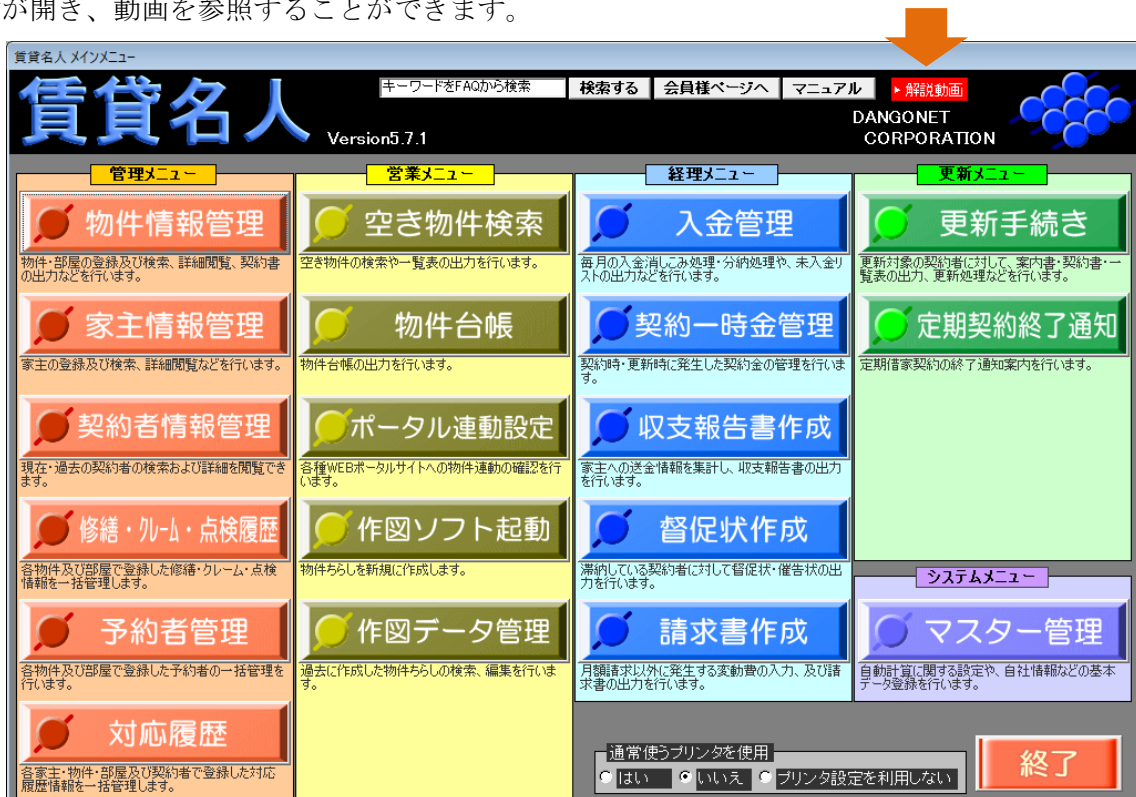 が開き、動画を参照することができます。
賃貸名人 メインメニュー
賃貸名人
Version5.7.1
キーワードをFAQから検索
検索する
会員様ページへ
マニュアル
▶解説動画
DANGONET
CORPORATION
管理メニュー
物件情報管理
物件・部屋の登録及び検索、詳細閲覧、契約書
の出力などを行います。
家主情報管理
家主の登録及び検索、詳細閲覧などを行います。
契約者情報管理
現在・過去の契約者の検索および詳細を閲覧でき
ます。
修繕・クレーム・点検履歴
各物件及び部屋で登録した修繕・クレーム・点検
情報を一括管理します。
予約者管理
各物件及び部屋で登録した予約者の一括管理を
行います。
対応履歴
各家主・物件・部屋及び契約者で登録した対応
履歴情報を一括管理します。
営業メニュー
空き物件検索
空き物件の検索や一覧表の出力を行います。
物件台帳
物件台帳の出力を行います。
ポータル連動設定
各種WEBポータルサイトへの物件連動の確認を行
います。
作図ソフト起動
物件ちらしを新規に作成します。
作図データ管理
過去に作成した物件ちらしの検索、編集を行いま
す。
経理メニュー
入金管理
毎月の入金消しこみ処理・分納処理や、未入金リ
ストの出力などを行います。
契約一時金管理
契約時・更新時に発生した契約金の管理を行いま
す。
収支報告書作成
家主への送金情報を集計し、収支報告書の出力
を行います。
督促状作成
滞納している契約者に対して督促状・催告状の出
力を行います。
請求書作成
月額請求以外に発生する変動費の入力、及び請
求書の出力を行います。
更新メニュー
更新手続き
更新対象の契約者に対して、案内書・契約書・一
覧表の出力、更新処理などを行います。
定期契約終了通知
定期借家契約の終了通知案内を行います。
システムメニュー
マスター管理
自動計算に関する設定や、自社情報などの基本
データ登録を行います。
通常使うプリンタを使用
はい いいえ プリンタ設定を利用しない
終了